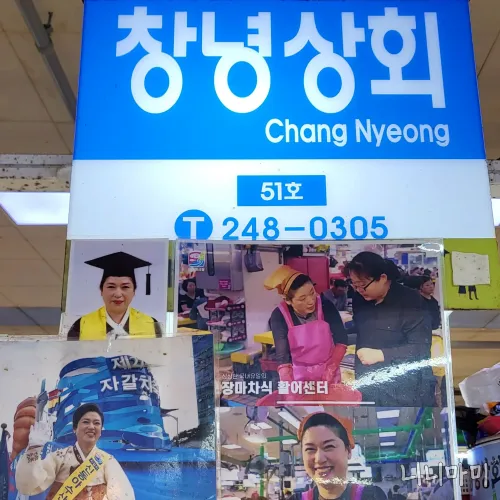 창녕상회
Chang Nyeong
51호
T 248-0305
장마차식 활어센터
자갈치